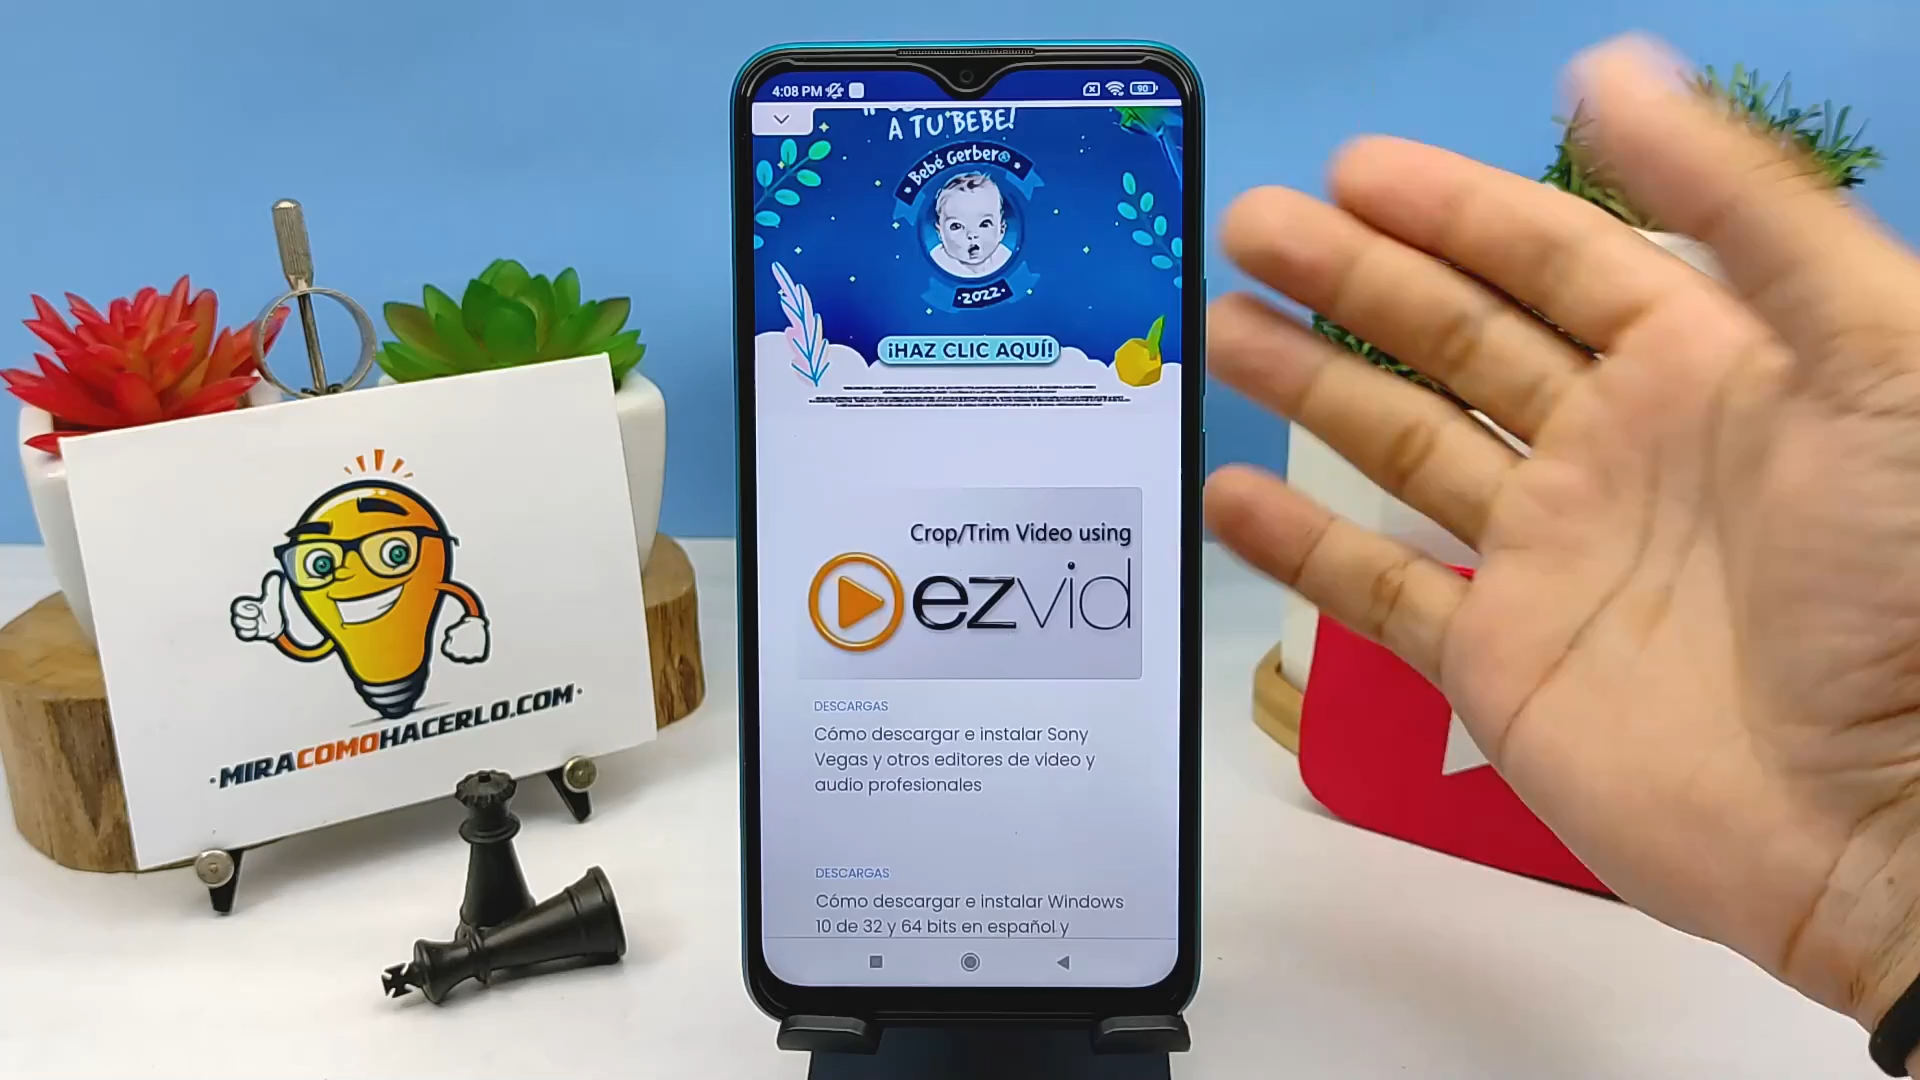 4:08 PM
90
A TU BEBE!
Bebé Gerber®
·2022·
¡HAZ CLIC AQUÍ!
Crop/Trim Video using
ezvid
DESCARGAS
Cómo descargar e instalar Sony
Vegas y otros editores de video y
audio profesionales
DESCARGAS
Cómo descargar e instalar Windows
10 de 32 y 64 bits en español y
·MIRACOMOHACERLO.COM·